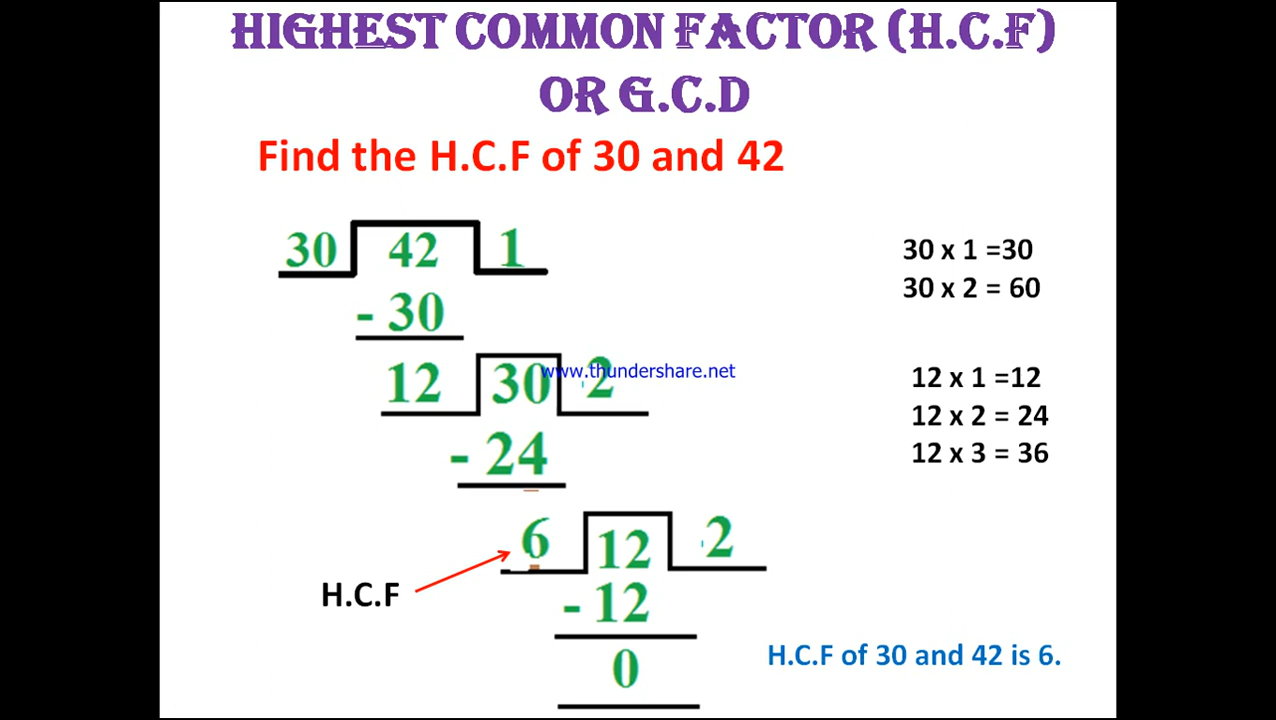 HIGHEST COMMON FACTOR (H.C.F)
OR G.C.D
Find the H.C.F of 30 and 42
30 42 1
- 30
12 30 2
- 24
6 12 2
- 12
0
H.C.F
www.thundershare.net
30 x 1 =30
30 x 2 = 60
12 x 1 =12
12 x 2 = 24
12 x 3 = 36
H.C.F of 30 and 42 is 6.